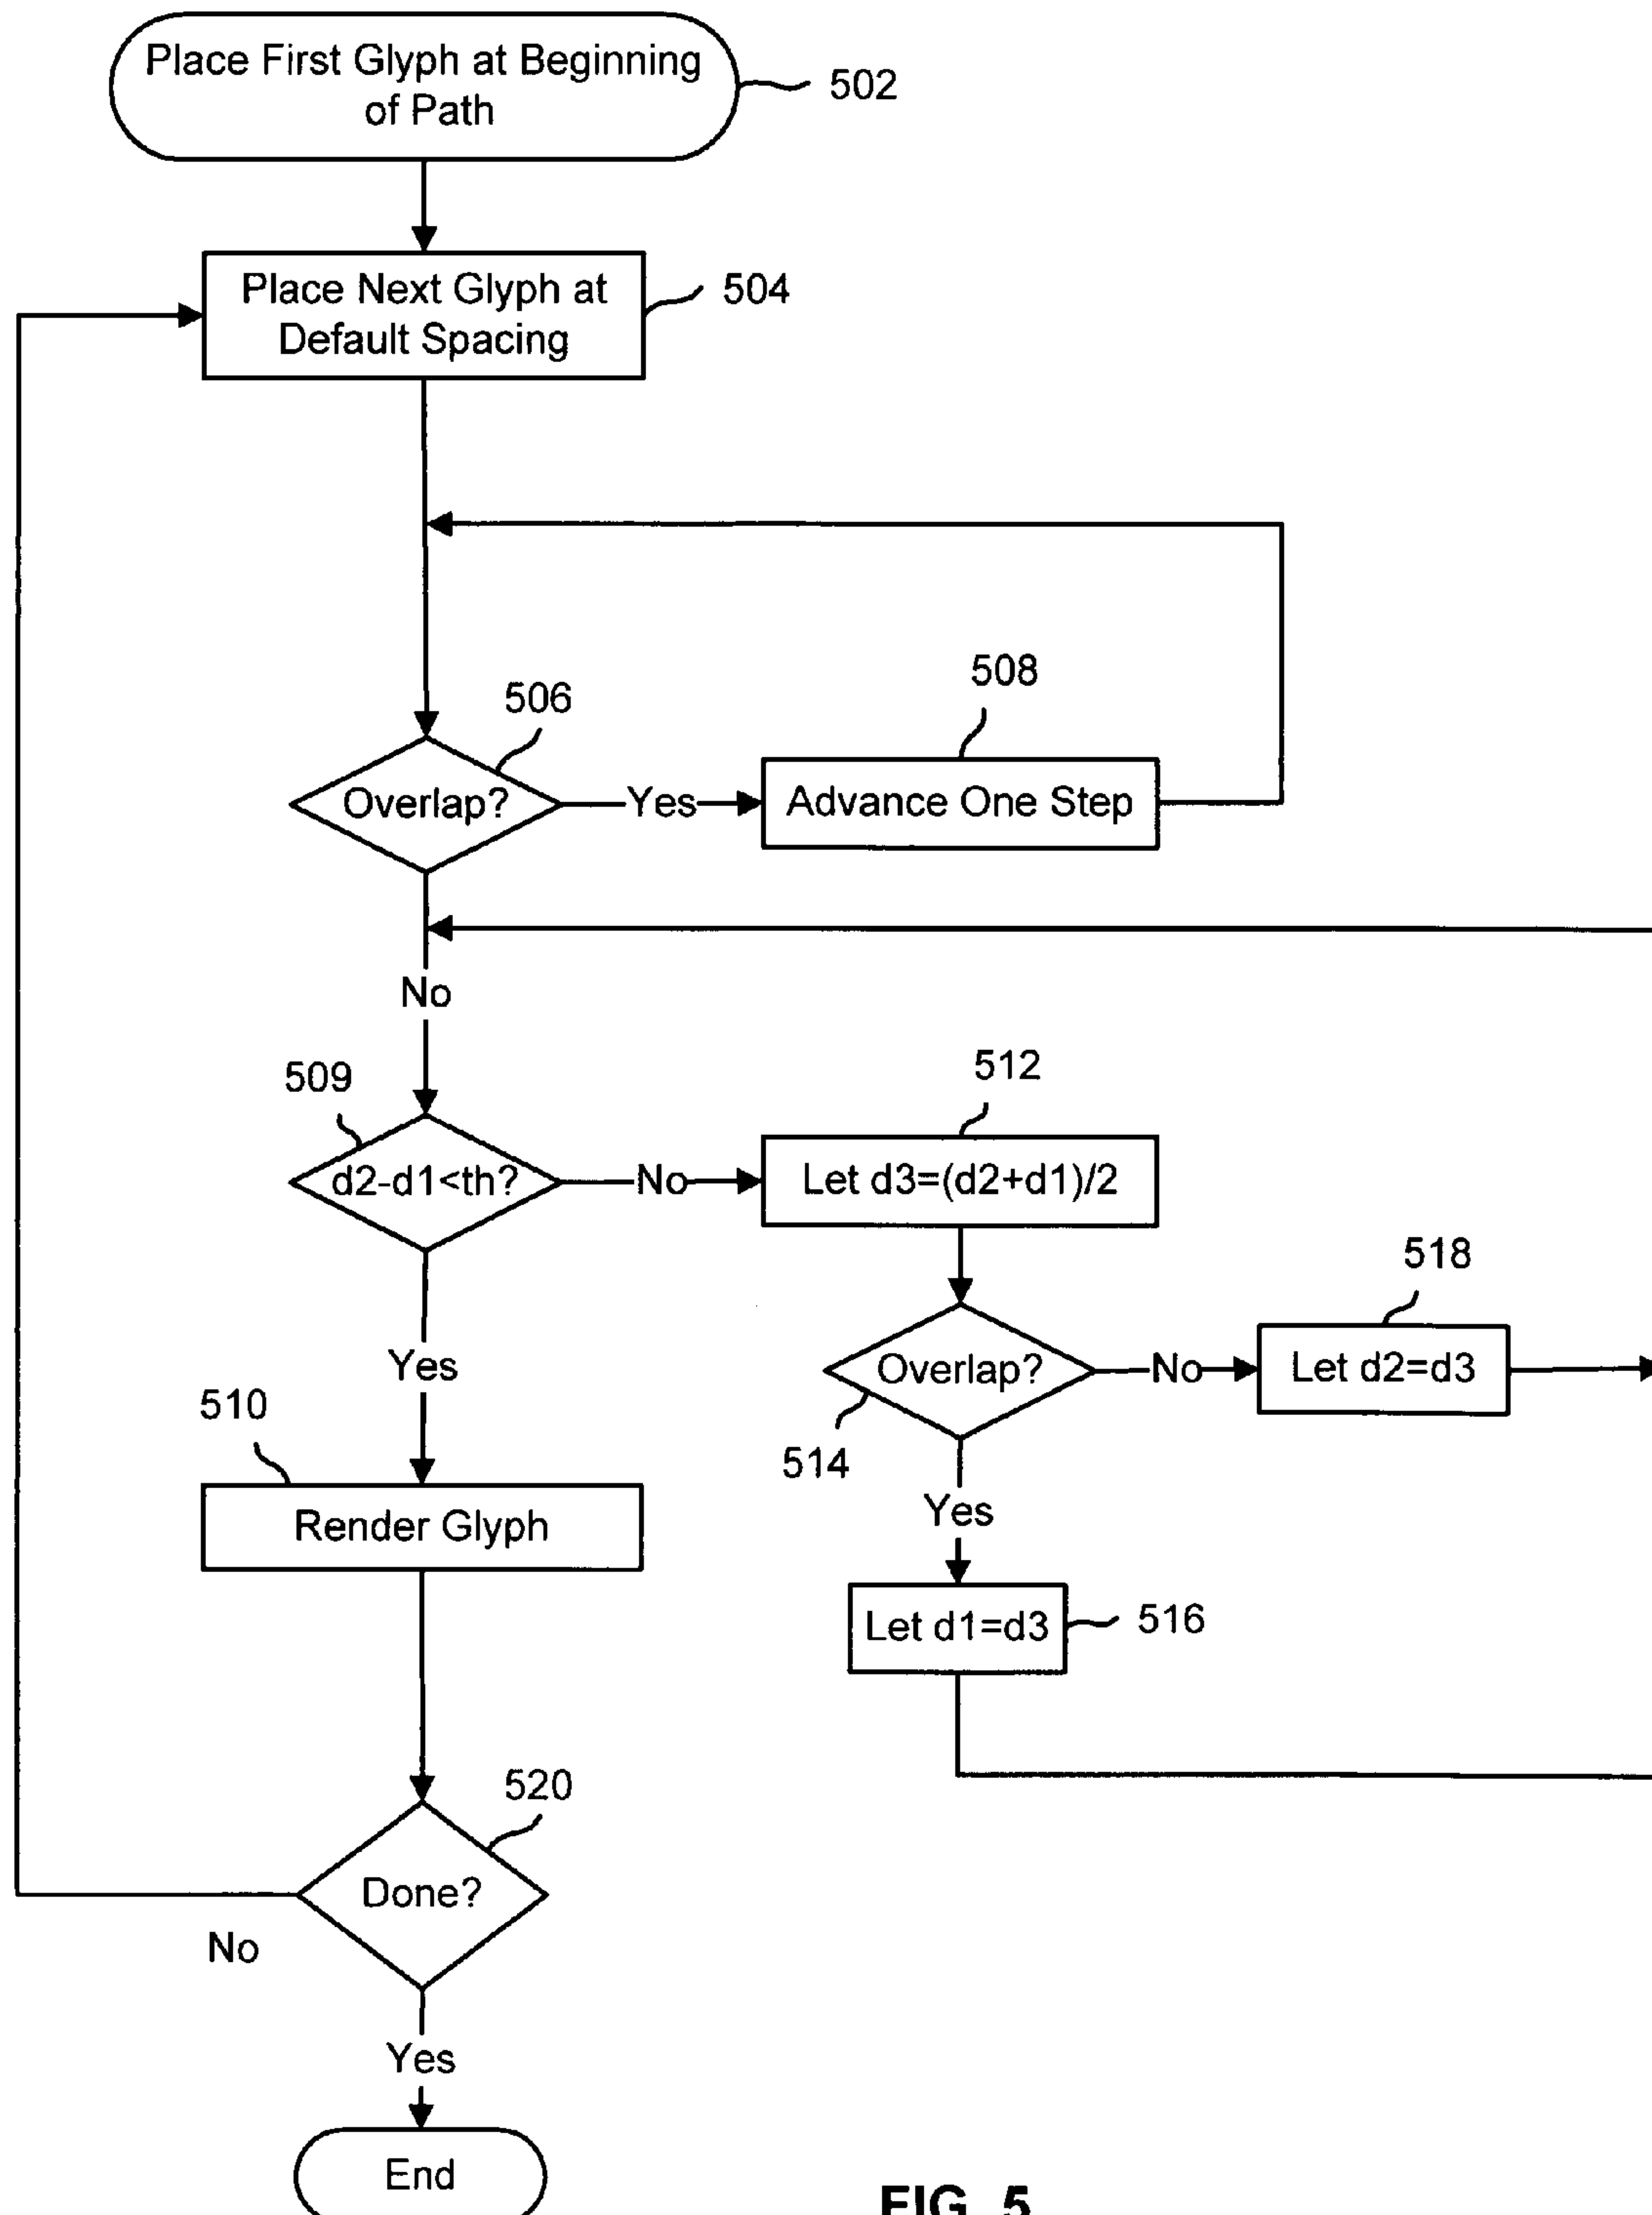 Place First Glyph at Beginning
of Path
502
Place Next Glyph at
Default Spacing
504
508
506
Overlap?
Yes
Advance One Step
No
509
512
d2-d1<th?
No
Let d3=(d2+d1)/2
518
Yes
Overlap?
No
Let d2=d3
510
514
Yes
Render Glyph
Let d1=d3
516
520
Done?
No
Yes
End
FIG. 5